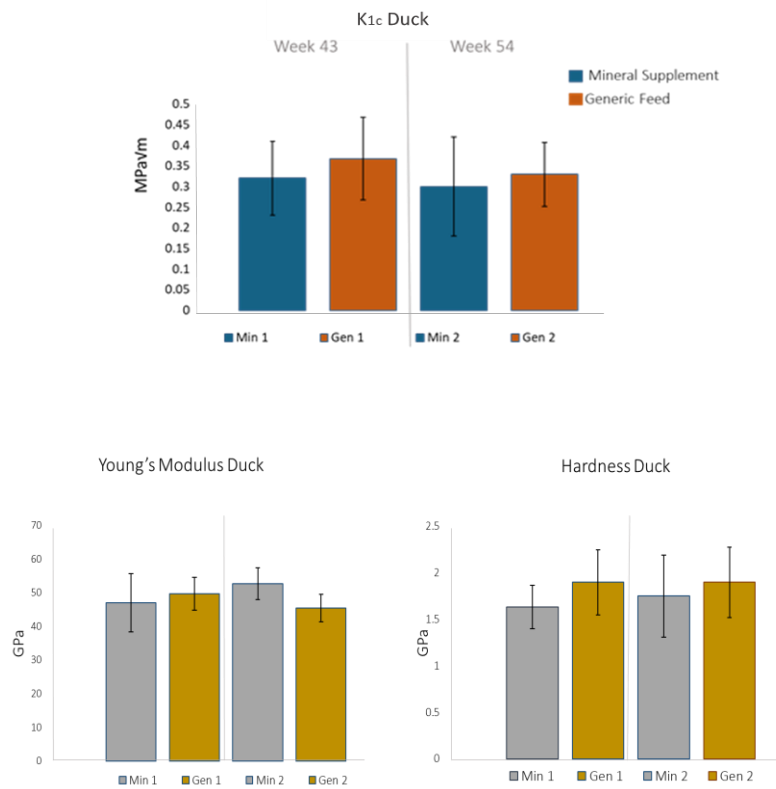 K1c Duck
Week 43
Week 54
Mineral Supplement
Generic Feed
MPa√m
0.5
0.45
0.4
0.35
0.3
0.25
0.2
0.15
0.1
0.05
0
Min 1
Gen 1
Min 2
Gen 2
Young's Modulus Duck
GPa
70
60
50
40
30
20
10
0
Min 1
Gen 1
Min 2
Gen 2
Hardness Duck
GPa
2.5
2
1.5
1
0.5
0
Min 1
Gen 1
Min 2
Gen 2